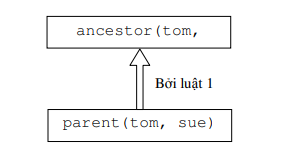 ancestor(tom,
Bởi luật 1
parent(tom, sue)